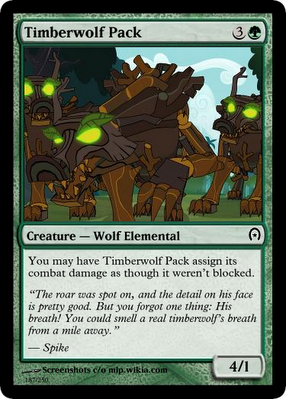 Timberwolf Pack 3
Creature — Wolf Elemental
You may have Timberwolf Pack assign its
combat damage as though it weren't blocked.
"The roar was spot on, and the detail on his face
is pretty good. But you forgot one thing: His
breath! You could smell a real timberwolf's breath
from a mile away."
— Spike
4/1
Screenshots c/o mlp.wikia.com
187/250